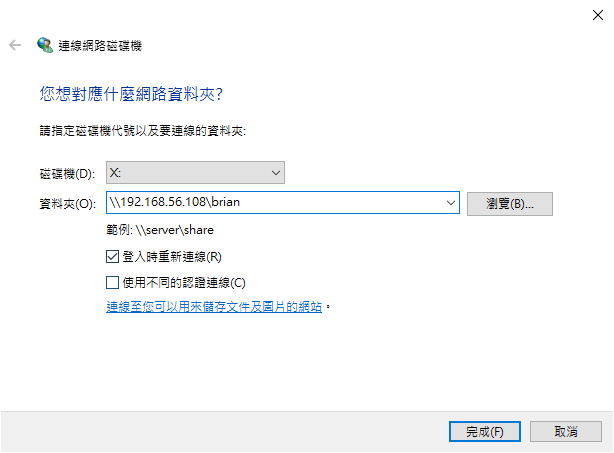 連線網路磁碟機
您想對應什麼網路資料夾?
請指定磁碟機代號以及要連線的資料夾:
磁碟機(D): X:
資料夾(O): \\192.168.56.108\brian 瀏覽(B)...
範例: \\server\share
登入時重新連線(R)
使用不同的認證連線(C)
連線至您可以用來儲存文件及圖片的網站。
完成(F) 取消